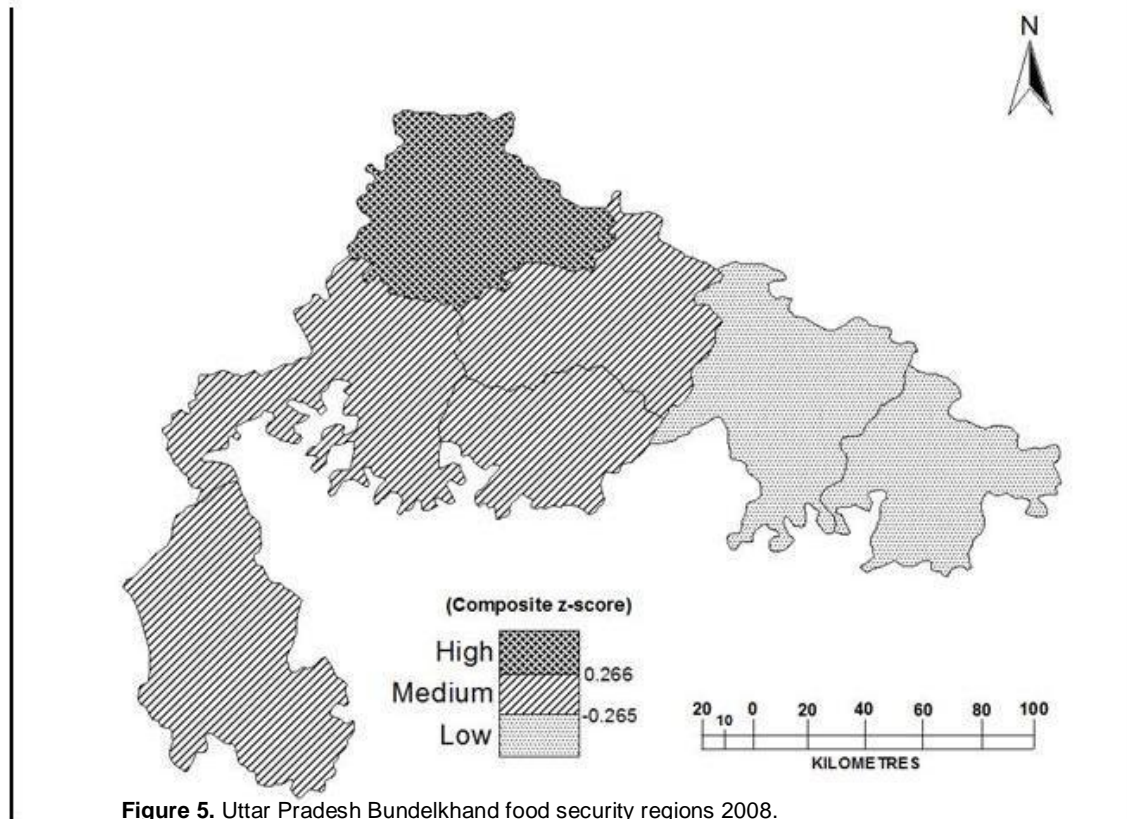 N
(Composite z-score)
High
0.266
Medium
-0.265
Low
20 10 0 20 40 60 80 100
KILOMETRES
Figure 5. Uttar Pradesh Bundelkhand food security regions 2008.